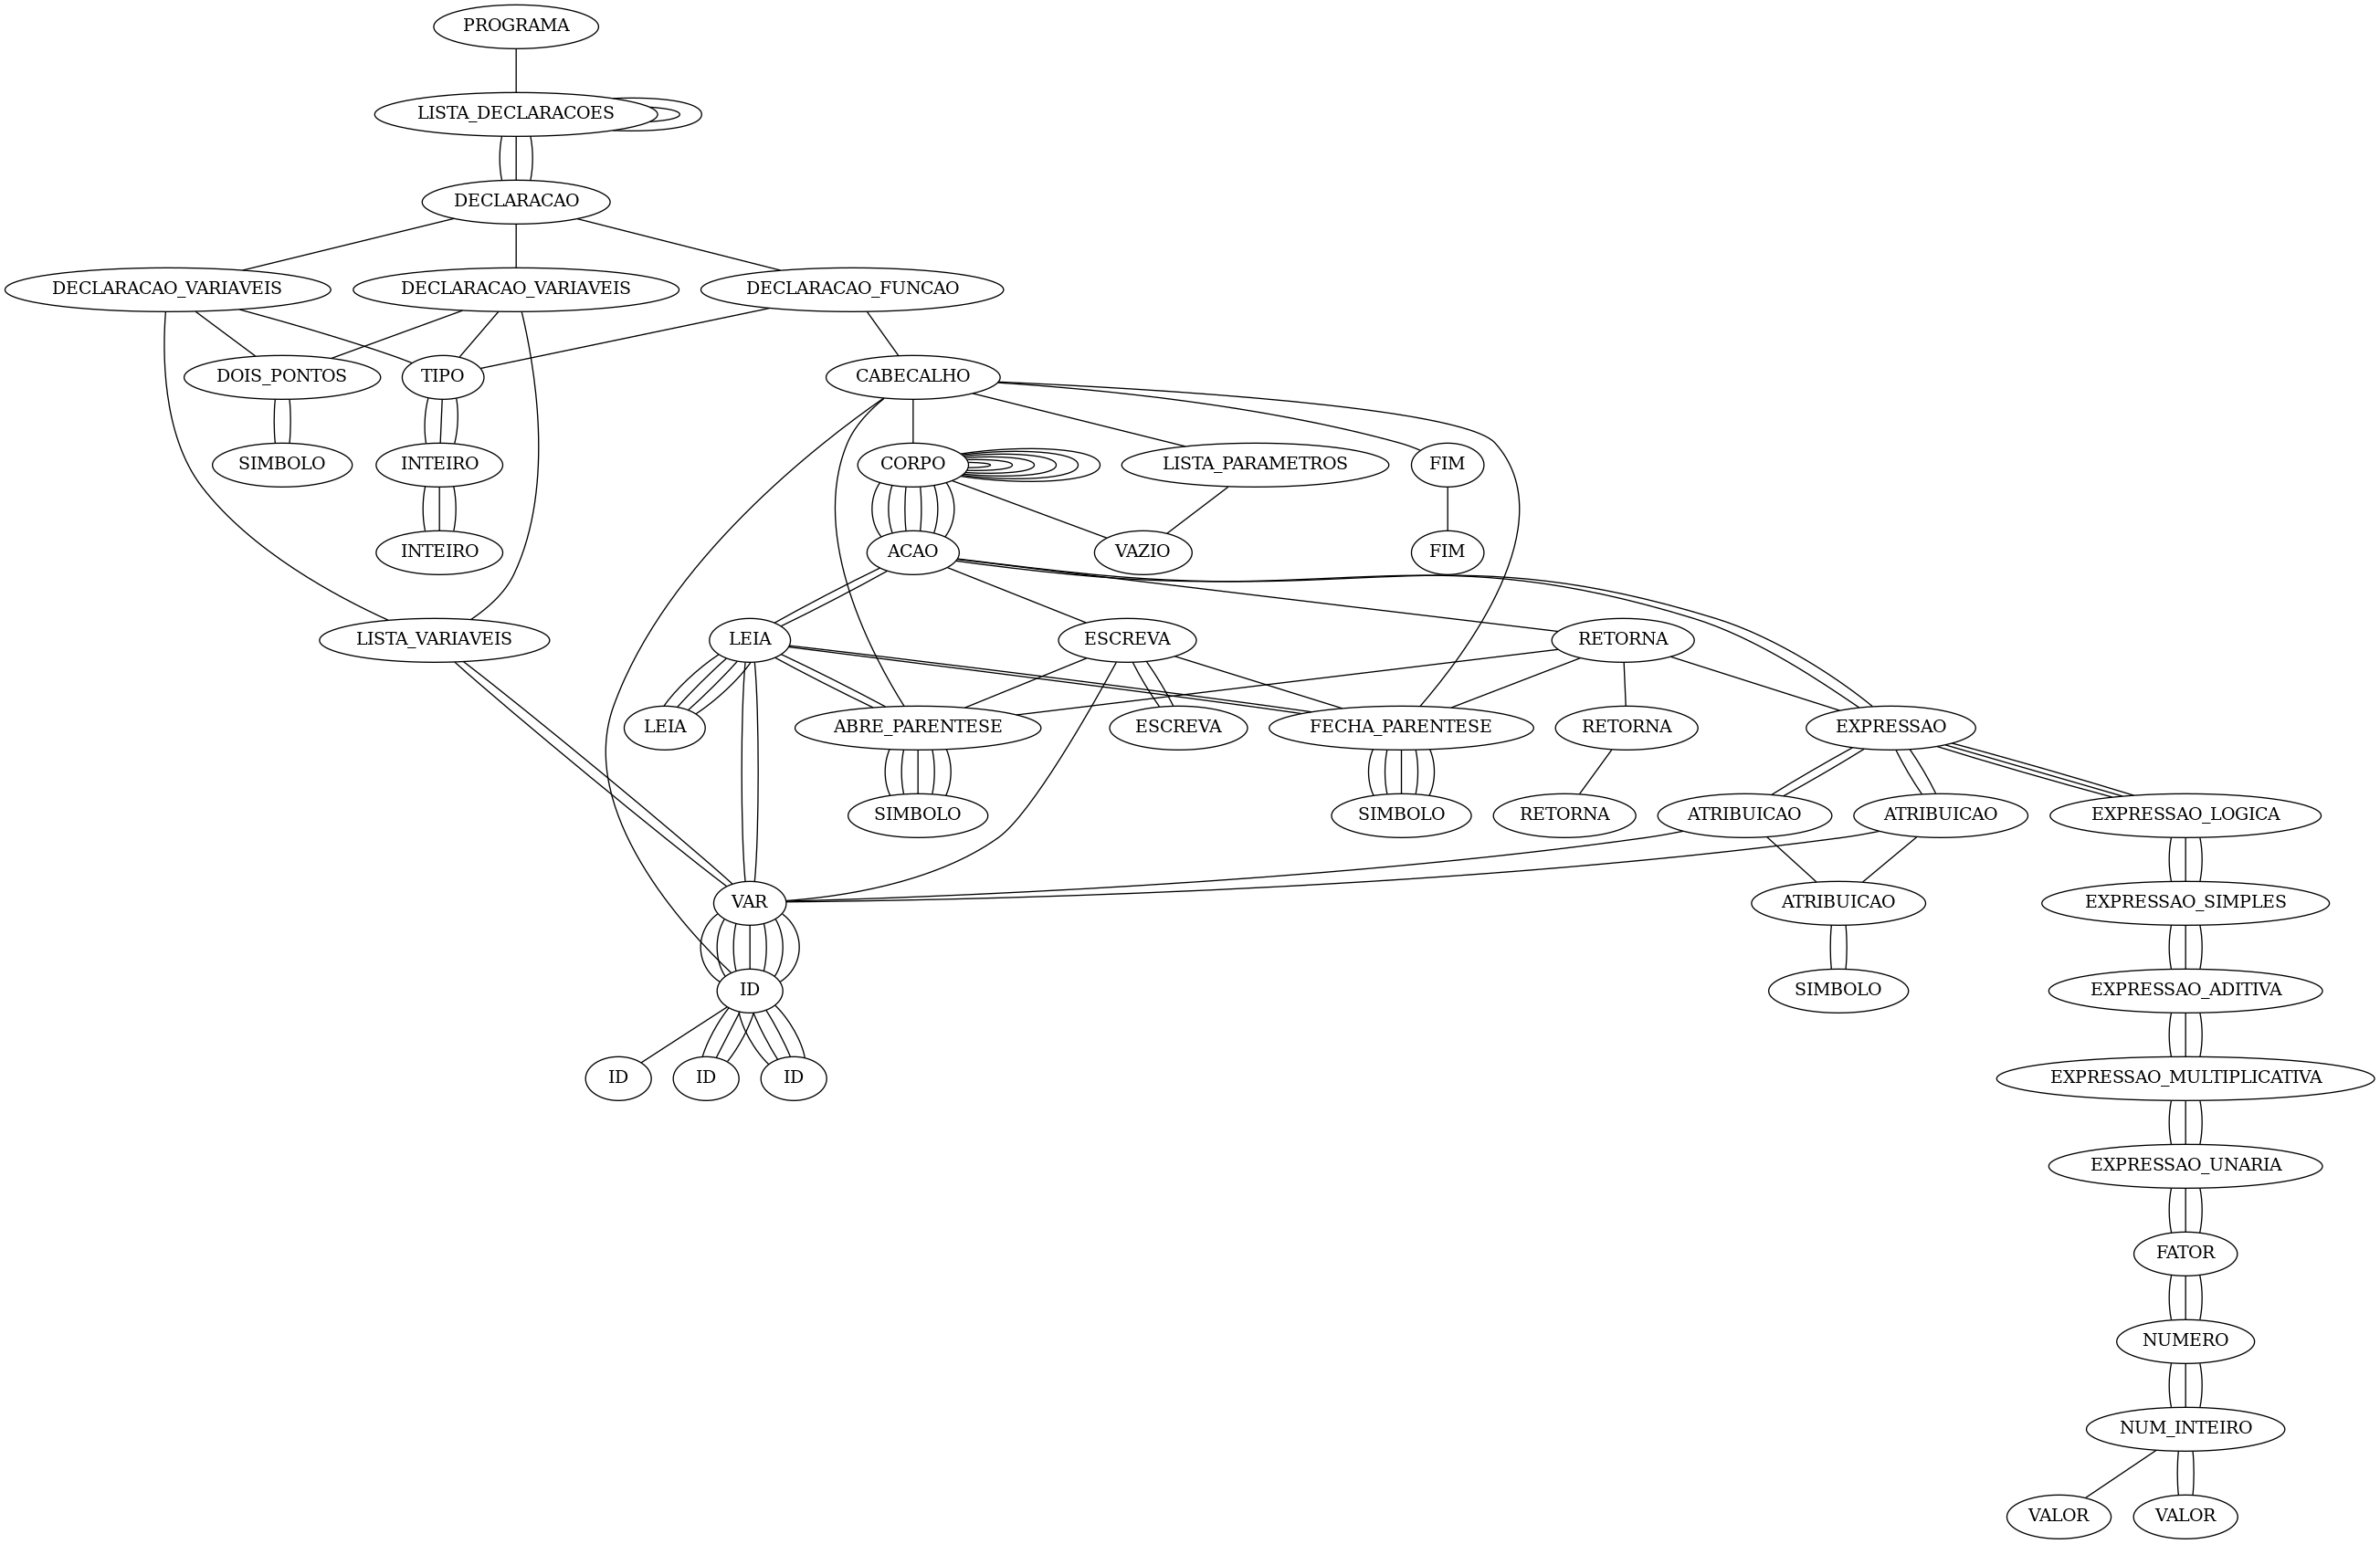 PROGRAMA
LISTA_DECLARACOES
DECLARACAO
DECLARACAO_VARIAVEIS
DECLARACAO_VARIAVEIS
DECLARACAO_FUNCAO
DOIS_PONTOS
TIPO
CABECALHO
SIMBOLO
INTEIRO
CORPO
LISTA_PARAMETROS
FIM
INTEIRO
ACAO
VAZIO
FIM
LISTA_VARIAVEIS
LEIA
ESCREVA
RETORNA
LEIA
ABRE_PARENTESE
ESCREVA
FECHA_PARENTESE
RETORNA
EXPRESSAO
SIMBOLO
SIMBOLO
RETORNA
ATRIBUICAO
ATRIBUICAO
EXPRESSAO_LOGICA
VAR
ATRIBUICAO
EXPRESSAO_SIMPLES
ID
SIMBOLO
EXPRESSAO_ADITIVA
ID
ID
ID
EXPRESSAO_MULTIPLICATIVA
EXPRESSAO_UNARIA
FATOR
NUMERO
NUM_INTEIRO
VALOR
VALOR